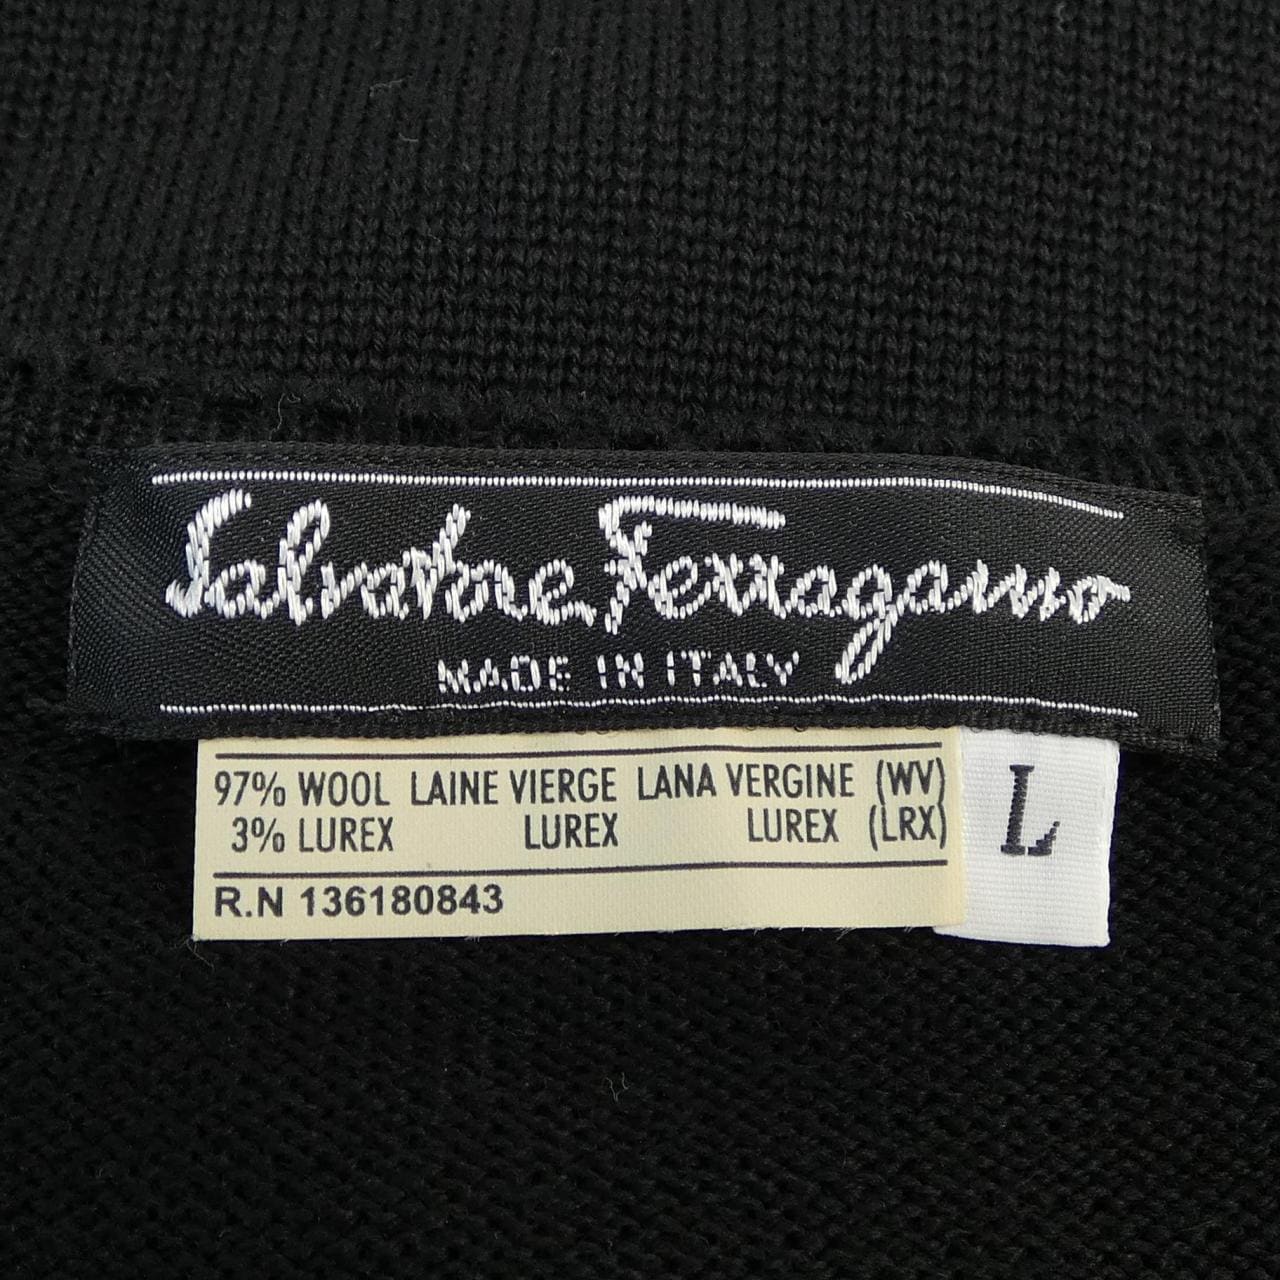 Salvatore Ferragamo
MADE IN ITALY
97% WOOL LAINE VIERGE LANA VERGINE (WV)
3% LUREX LUREX LUREX (LRX)
R.N 136180843
L